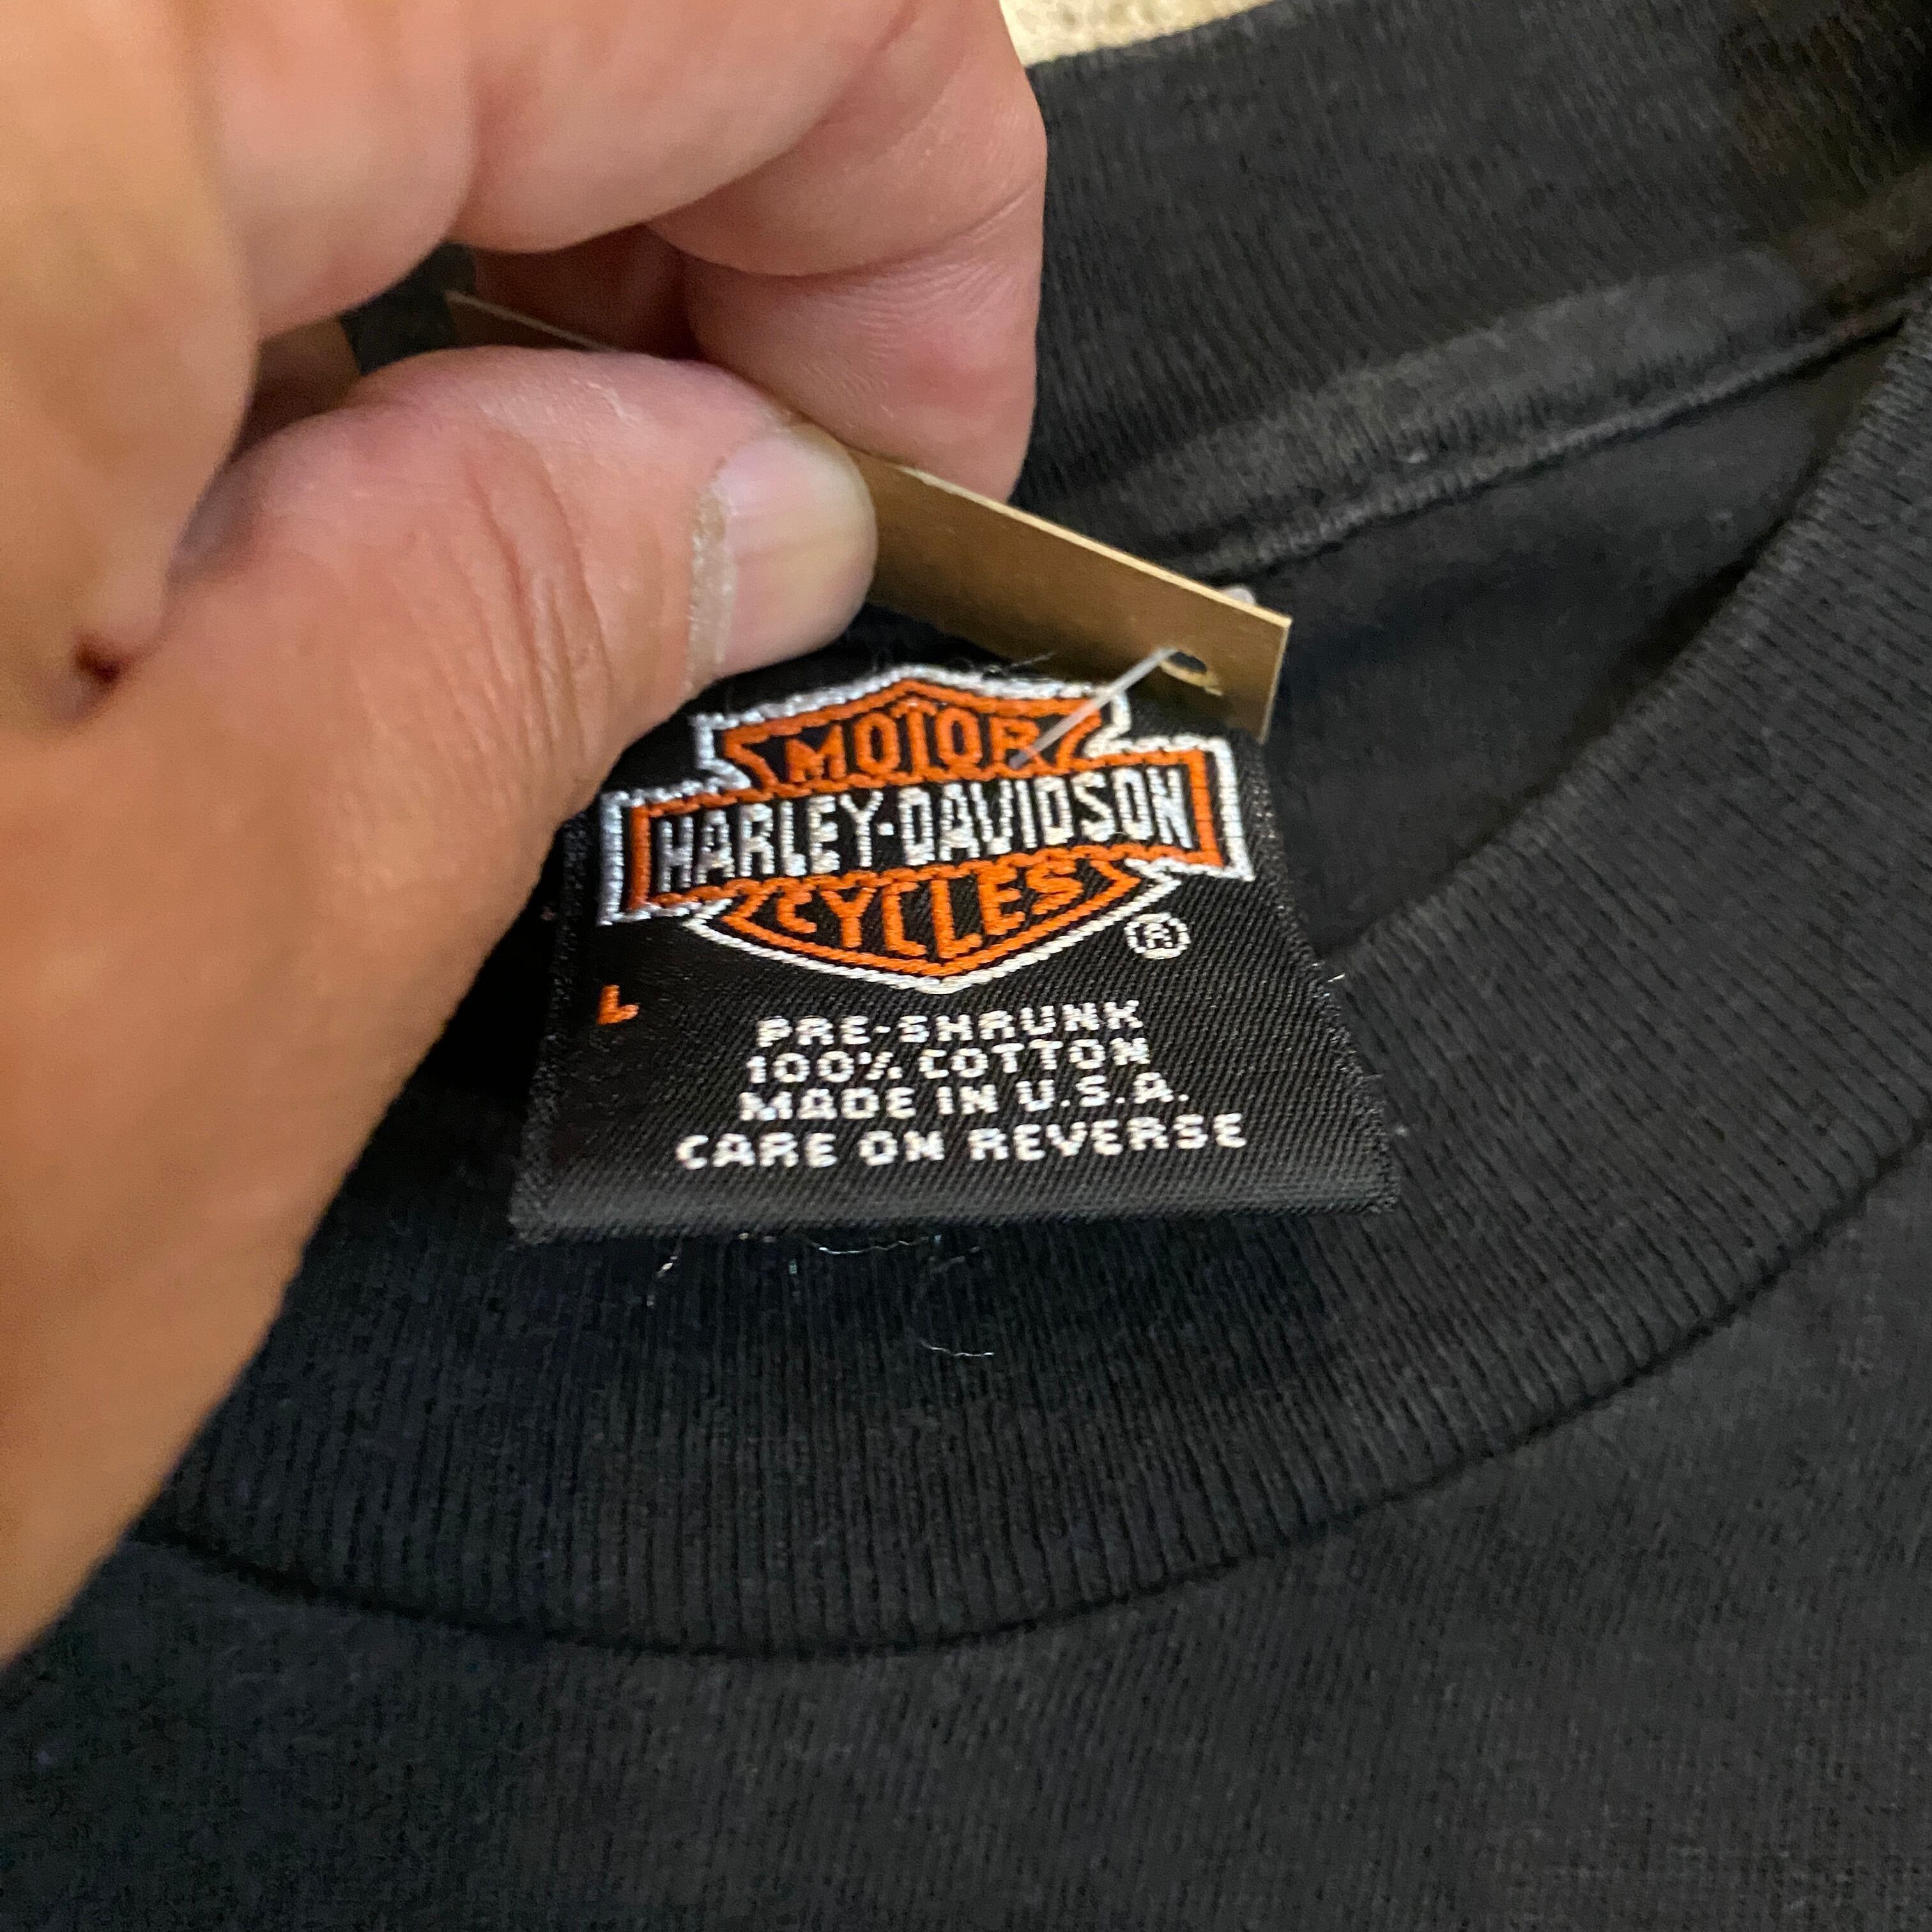 MOTOR
HARLEY-DAVIDSON
CYCLES
®
L
PRE-SHRUNK
100% COTTON
MADE IN U.S.A.
CARE ON REVERSE